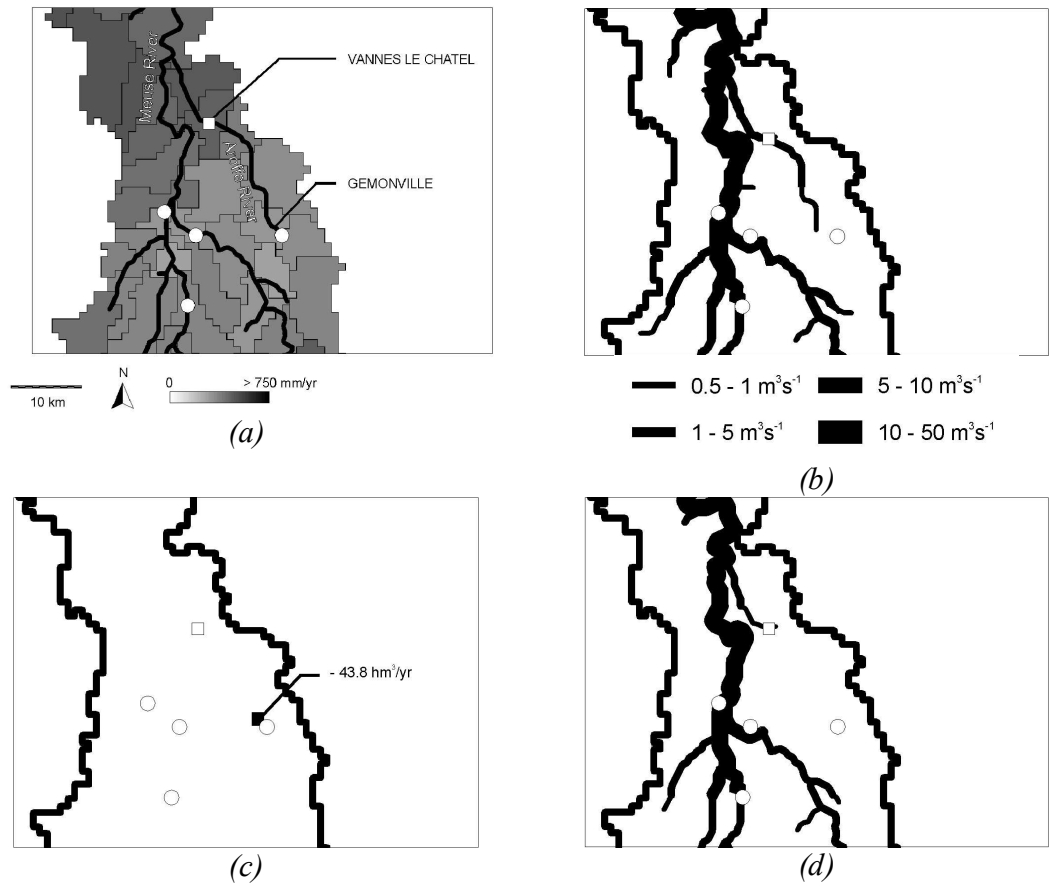 Meuse River
VANNES LE CHATEL
Aroffe River
GEMONVILLE
N
0 > 750 mm/yr
10 km
(a)
0.5 - 1 m³s⁻¹
5 - 10 m³s⁻¹
1 - 5 m³s⁻¹
10 - 50 m³s⁻¹
(b)
- 43.8 hm³/yr
(c)
(d)